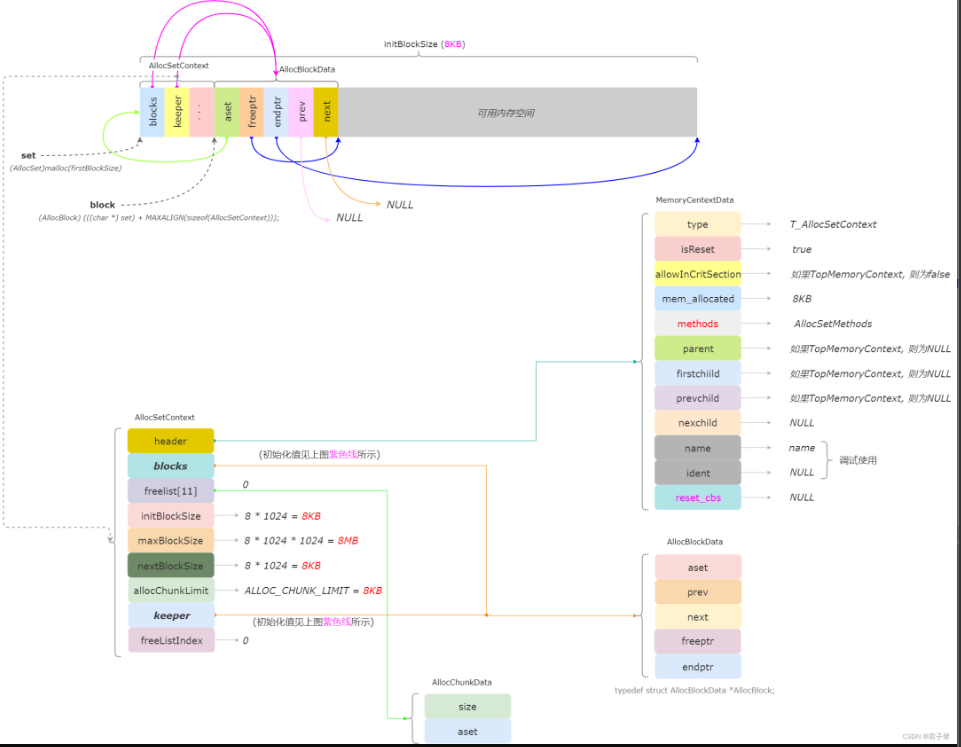 initBlockSize (8KB)
AllocSetContext
AllocBlockData
blocks
keeper
...
aset
freeptr
endptr
prev
next
可用内存空间
set
(AllocSet)malloc(firstBlockSize)
block
(AllocBlock) (((char *) set) + MAXALIGN(sizeof(AllocSetContext)));
NULL
NULL
MemoryCentextData
type
T_AllocSetContext
isReset
true
allowInCritSection
如果TopMemoryContext, 则为false
mem_allocated
8KB
methods
AllocSetMethods
parent
如果TopMemoryContext, 则为NULL
firstchiild
如果TopMemoryContext, 则为NULL
prevchild
如果TopMemoryContext, 则为NULL
nexchild
NULL
name
name
ident
NULL
调试使用
reset_cbs
NULL
AllocSetContext
header
blocks
(初始化值见上图紫色线所示)
freelist[11]
0
initBlockSize
8 * 1024 = 8KB
maxBlockSize
8 * 1024 * 1024 = 8MB
nextBlockSize
8 * 1024 = 8KB
allocChunkLimit
ALLOC_CHUNK_LIMIT = 8KB
keeper
(初始化值见上图紫色线所示)
freeListIndex
0
AllocBlockData
aset
prev
next
freeptr
endptr
typedef struct AllocBlockData *AllocBlock;
AllocChunkData
size
aset